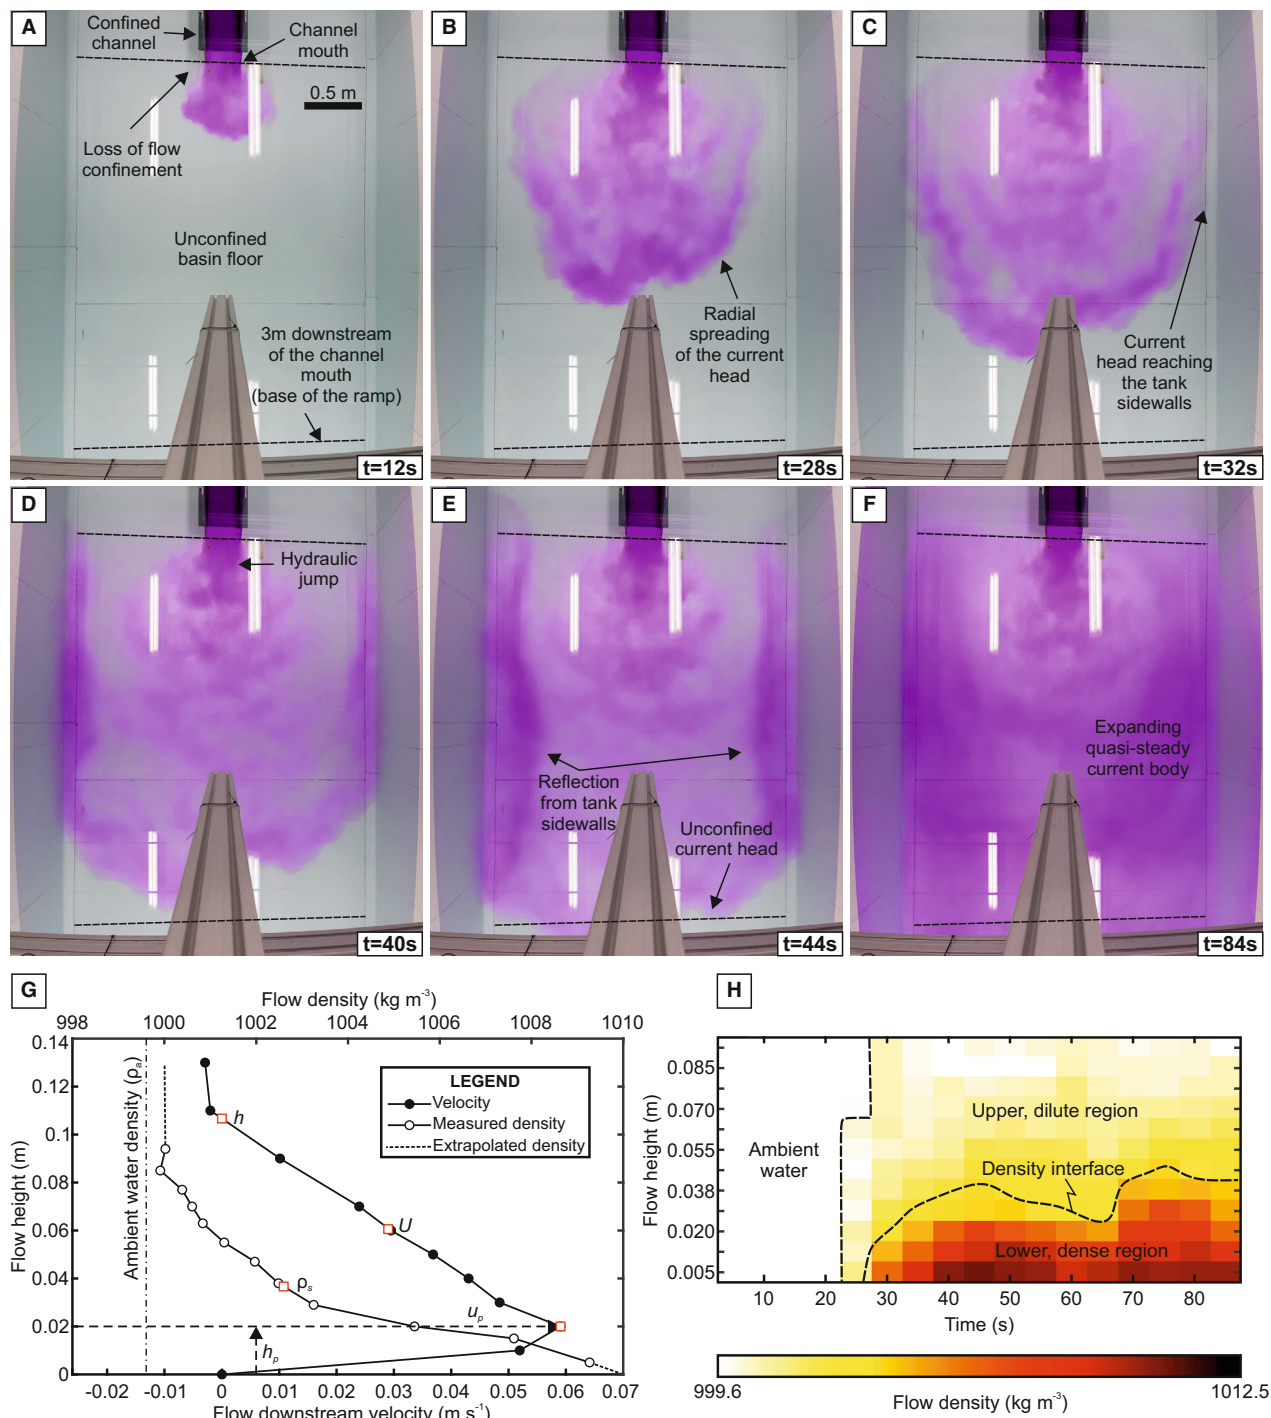 A
Confined
channel
Channel
mouth
0.5 m
Loss of flow
confinement
Unconfined
basin floor
3m downstream
of the channel
mouth
(base of the ramp)
t=12s
B
Radial
spreading
of the current
head
t=28s
C
Current
head reaching
the tank
sidewalls
t=32s
D
Hydraulic
jump
t=40s
E
Reflection
from tank
sidewalls
Unconfined
current head
t=44s
F
Expanding
quasi-steady
current body
t=84s
G
Flow density (kg m⁻³)
998 1000 1002 1004 1006 1008 1010
Flow height (m)
0.14
0.12
0.1
0.08
0.06
0.04
0.02
0
Ambient water density (ρₐ)
LEGEND
Velocity
Measured density
Extrapolated density
h
U
ρₛ
uₚ
hₚ
-0.02 -0.01 0 0.01 0.02 0.03 0.04 0.05 0.06 0.07
Flow downstream velocity (m s⁻¹)
H
Flow height (m)
0.085
0.070
0.055
0.038
0.020
0.005
Ambient
water
Upper, dilute region
Density interface
Lower, dense region
10 20 30 40 50 60 70 80
Time (s)
999.6 1012.5
Flow density (kg m⁻³)